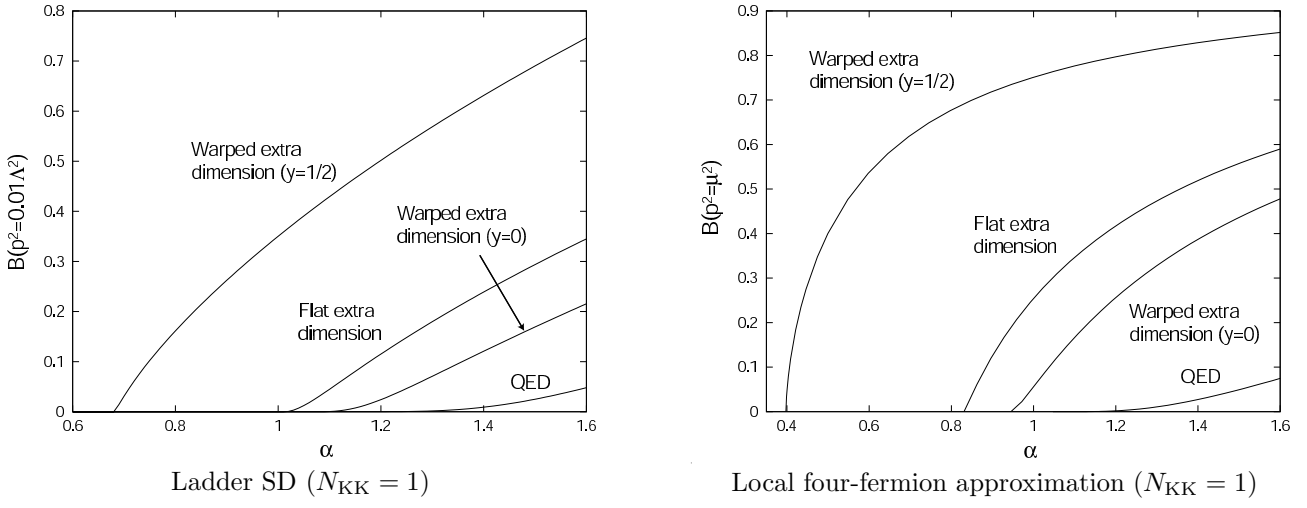 0.8
0.7
0.6
0.5
0.4
0.3
0.2
0.1
0
B(p²=0.01Λ²)
Warped extra
dimension (y=1/2)
Warped extra
dimension (y=0)
Flat extra
dimension
QED
0.6 0.8 1 1.2 1.4 1.6
α
Ladder SD (N_KK = 1)
0.9
0.8
0.7
0.6
0.5
0.4
0.3
0.2
0.1
0
B(p²=μ²)
Warped extra
dimension (y=1/2)
Flat extra
dimension
Warped extra
dimension (y=0)
QED
0.4 0.6 0.8 1 1.2 1.4 1.6
α
Local four-fermion approximation (N_KK = 1)